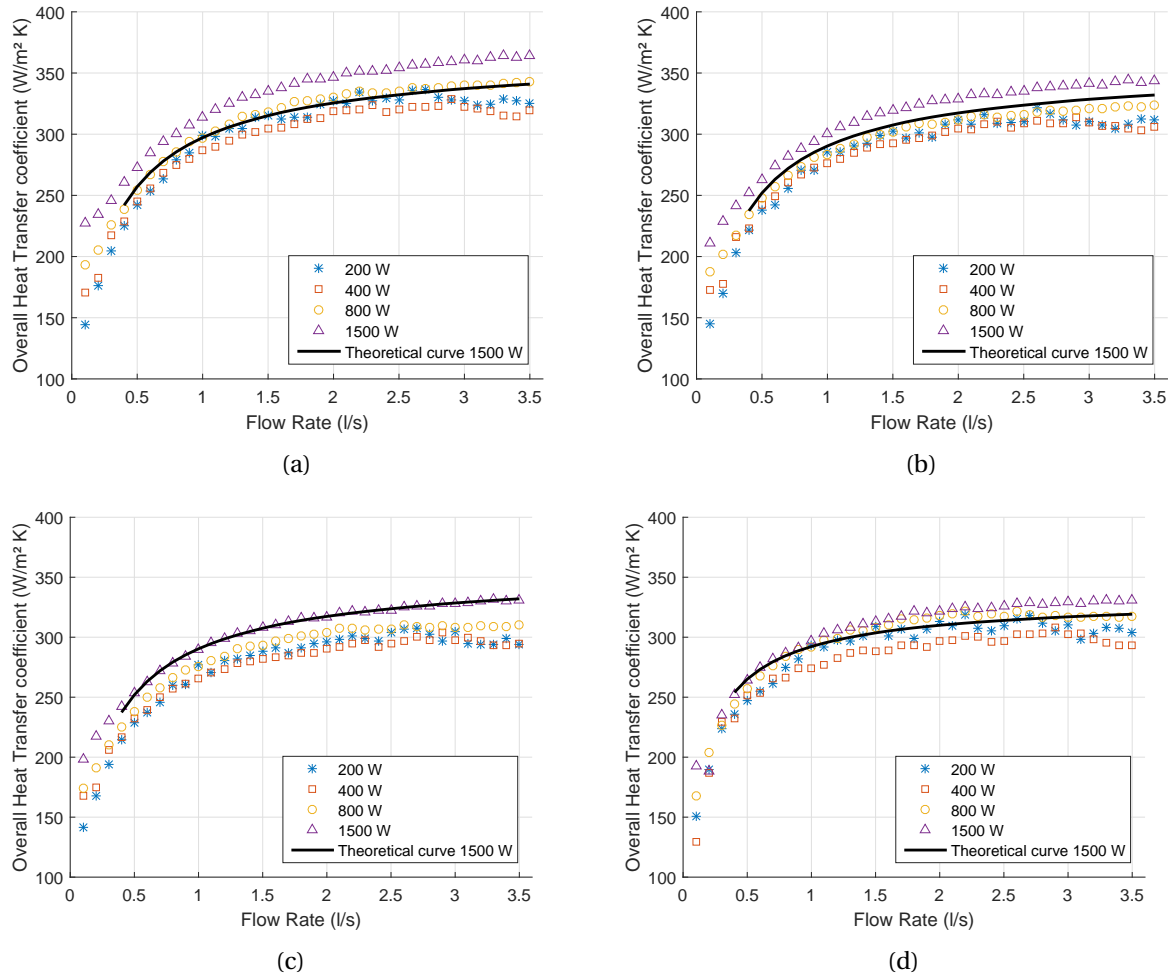 Overall Heat Transfer coefficient (W/m² K)
400
350
300
250
200
150
100
200 W
400 W
800 W
1500 W
Theoretical curve 1500 W
0 0.5 1 1.5 2 2.5 3 3.5
Flow Rate (l/s)
(a)
Overall Heat Transfer coefficient (W/m² K)
400
350
300
250
200
150
100
200 W
400 W
800 W
1500 W
Theoretical curve 1500 W
0 0.5 1 1.5 2 2.5 3 3.5
Flow Rate (l/s)
(b)
Overall Heat Transfer coefficient (W/m² K)
400
350
300
250
200
150
100
200 W
400 W
800 W
1500 W
Theoretical curve 1500 W
0 0.5 1 1.5 2 2.5 3 3.5
Flow Rate (l/s)
(c)
Overall Heat Transfer coefficient (W/m² K)
400
350
300
250
200
150
100
200 W
400 W
800 W
1500 W
Theoretical curve 1500 W
0 0.5 1 1.5 2 2.5 3 3.5
Flow Rate (l/s)
(d)